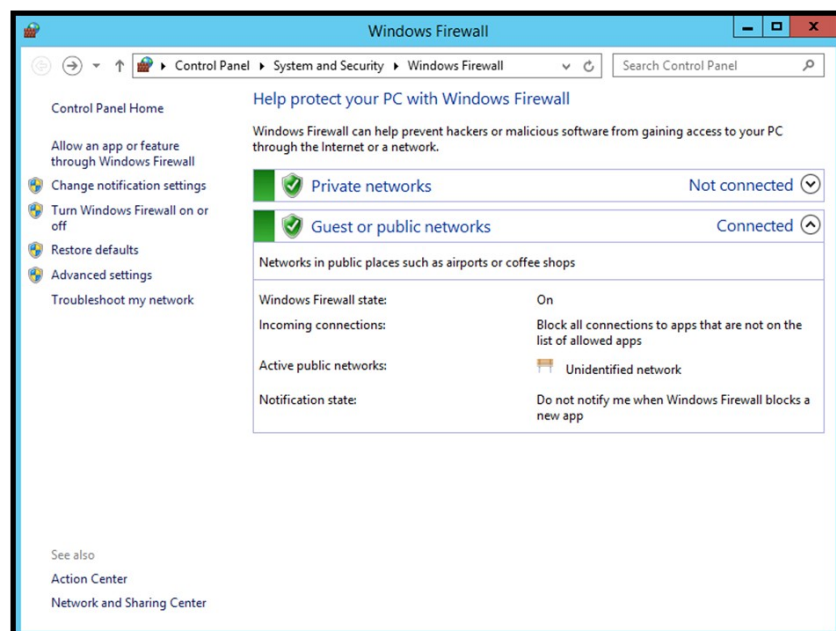 Windows Firewall
Control Panel ▸ System and Security ▸ Windows Firewall
Search Control Panel
Control Panel Home
Allow an app or feature
through Windows Firewall
Change notification settings
Turn Windows Firewall on or
off
Restore defaults
Advanced settings
Troubleshoot my network
See also
Action Center
Network and Sharing Center
Help protect your PC with Windows Firewall
Windows Firewall can help prevent hackers or malicious software from gaining access to your PC
through the Internet or a network.
Private networks Not connected
Guest or public networks Connected
Networks in public places such as airports or coffee shops
Windows Firewall state: On
Incoming connections: Block all connections to apps that are not on the
list of allowed apps
Active public networks: Unidentified network
Notification state: Do not notify me when Windows Firewall blocks a
new app